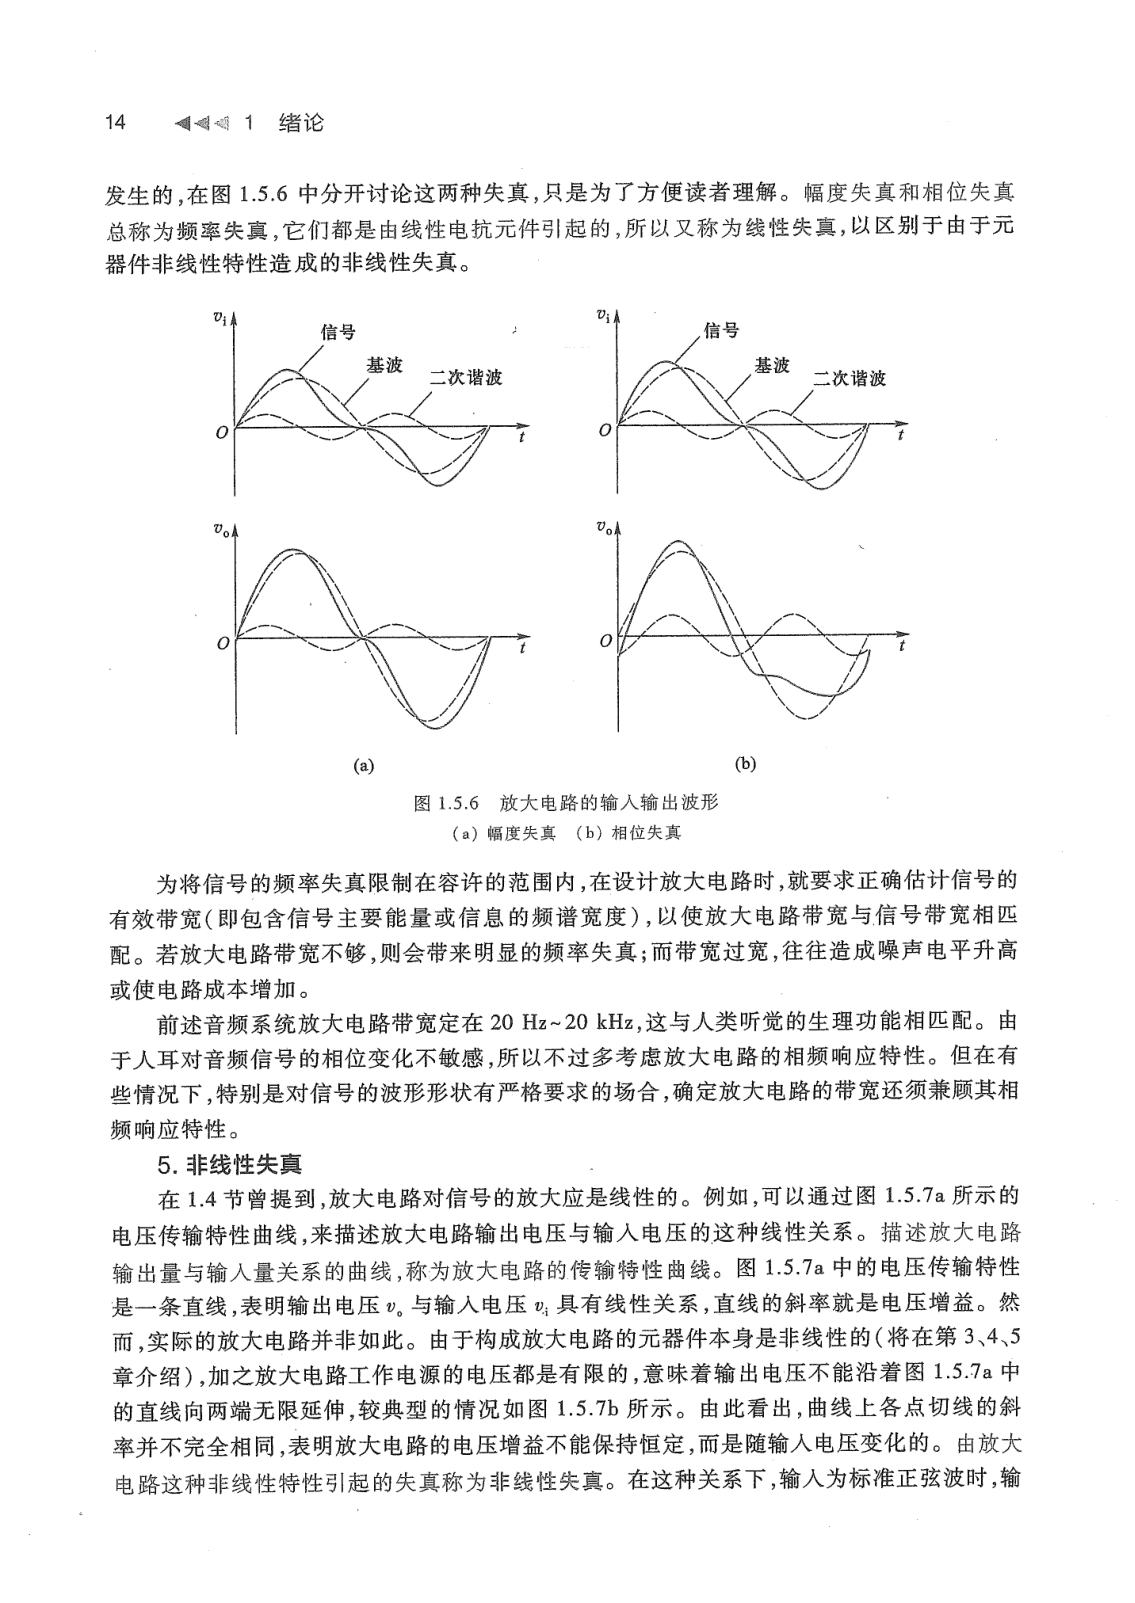 14 1 绪论
发生的,在图 1.5.6 中分开讨论这两种失真,只是为了方便读者理解。幅度失真和相位失真
总称为频率失真,它们都是由线性电抗元件引起的,所以又称为线性失真,以区别于由于元
器件非线性特性造成的非线性失真。
vi
信号
基波
二次谐波
O
t
vi
信号
基波
二次谐波
O
t
vo
O
t
vo
O
t
(a)
(b)
图 1.5.6 放大电路的输入输出波形
(a) 幅度失真 (b) 相位失真
为将信号的频率失真限制在容许的范围内,在设计放大电路时,就要求正确估计信号的
有效带宽(即包含信号主要能量或信息的频谱宽度),以使放大电路带宽与信号带宽相匹
配。若放大电路带宽不够,则会带来明显的频率失真;而带宽过宽,往往造成噪声电平升高
或使电路成本增加。
前述音频系统放大电路带宽定在 20 Hz~20 kHz,这与人类听觉的生理功能相匹配。由
于人耳对音频信号的相位变化不敏感,所以不过多考虑放大电路的相频响应特性。但在有
些情况下,特别是对信号的波形形状有严格要求的场合,确定放大电路的带宽还须兼顾其相
频响应特性。
5. 非线性失真
在 1.4 节曾提到,放大电路对信号的放大应是线性的。例如,可以通过图 1.5.7a 所示的
电压传输特性曲线,来描述放大电路输出电压与输入电压的这种线性关系。描述放大电路
输出量与输入量关系的曲线,称为放大电路的传输特性曲线。图 1.5.7a 中的电压传输特性
是一条直线,表明输出电压 vo 与输入电压 vi 具有线性关系,直线的斜率就是电压增益。然
而,实际的放大电路并非如此。由于构成放大电路的元器件本身是非线性的(将在第 3、4、5
章介绍),加之放大电路工作电源的电压都是有限的,意味着输出电压不能沿着图 1.5.7a 中
的直线向两端无限延伸,较典型的情况如图 1.5.7b 所示。由此看出,曲线上各点切线的斜
率并不完全相同,表明放大电路的电压增益不能保持恒定,而是随输入电压变化的。由放大
电路这种非线性特性引起的失真称为非线性失真。在这种关系下,输入为标准正弦波时,输